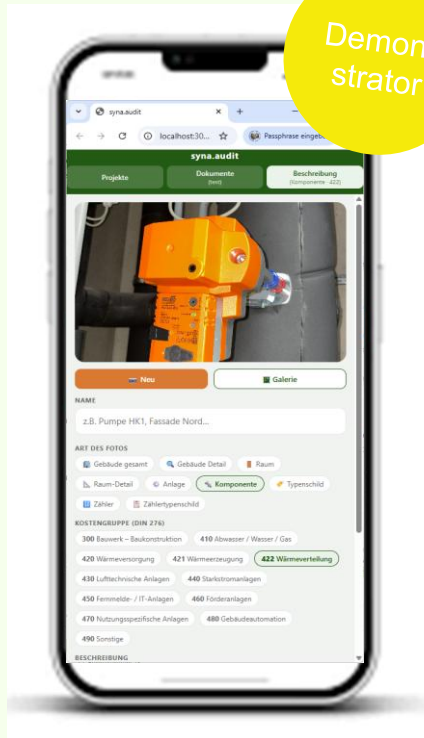 Demon
strator
syna.audit
localhost:30...
Passphrase eingeb
syna.audit
Projekte
Dokumente
(test)
Beschreibung
(Komponente · 422)
Neu
Galerie
NAME
z.B. Pumpe HK1, Fassade Nord...
ART DES FOTOS
Gebäude gesamt
Gebäude Detail
Raum
Raum-Detail
Anlage
Komponente
Typenschild
Zähler
Zählertypenschild
KOSTENGRUPPE (DIN 276)
300 Bauwerk – Baukonstruktion
410 Abwasser / Wasser / Gas
420 Wärmeversorgung
421 Wärmeerzeugung
422 Wärmeverteilung
430 Lufttechnische Anlagen
440 Starkstromanlagen
450 Fernmelde- / IT-Anlagen
460 Förderanlagen
470 Nutzungsspezifische Anlagen
480 Gebäudeautomation
490 Sonstige
BESCHREIBUNG